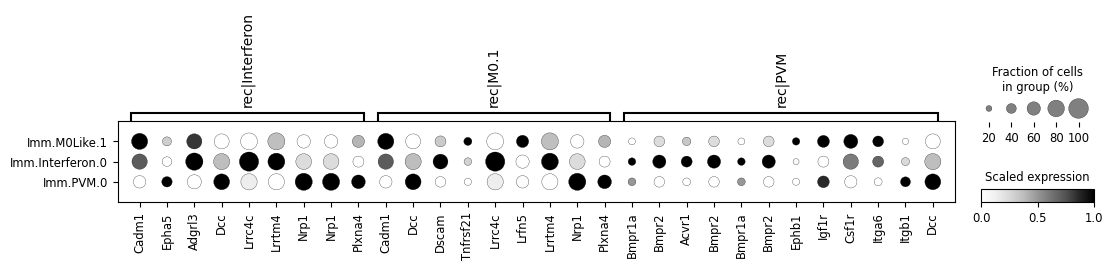 rec|Interferon
rec|M0.1
rec|PVM
Imm.M0Like.1
Imm.Interferon.0
Imm.PVM.0
Cadm1
Epha5
Adgrl3
Dcc
Lrrc4c
Lrrtm4
Nrp1
Nrp1
Plxna4
Cadm1
Dcc
Dscam
Tnfrsf21
Lrrc4c
Lrfn5
Lrrtm4
Nrp1
Plxna4
Bmpr1a
Bmpr2
Acvr1
Bmpr2
Bmpr1a
Bmpr2
Ephb1
Igf1r
Csf1r
Itga6
Itgb1
Dcc
Fraction of cells
in group (%)
20 40 60 80 100
Scaled expression
0.0 0.5 1.0